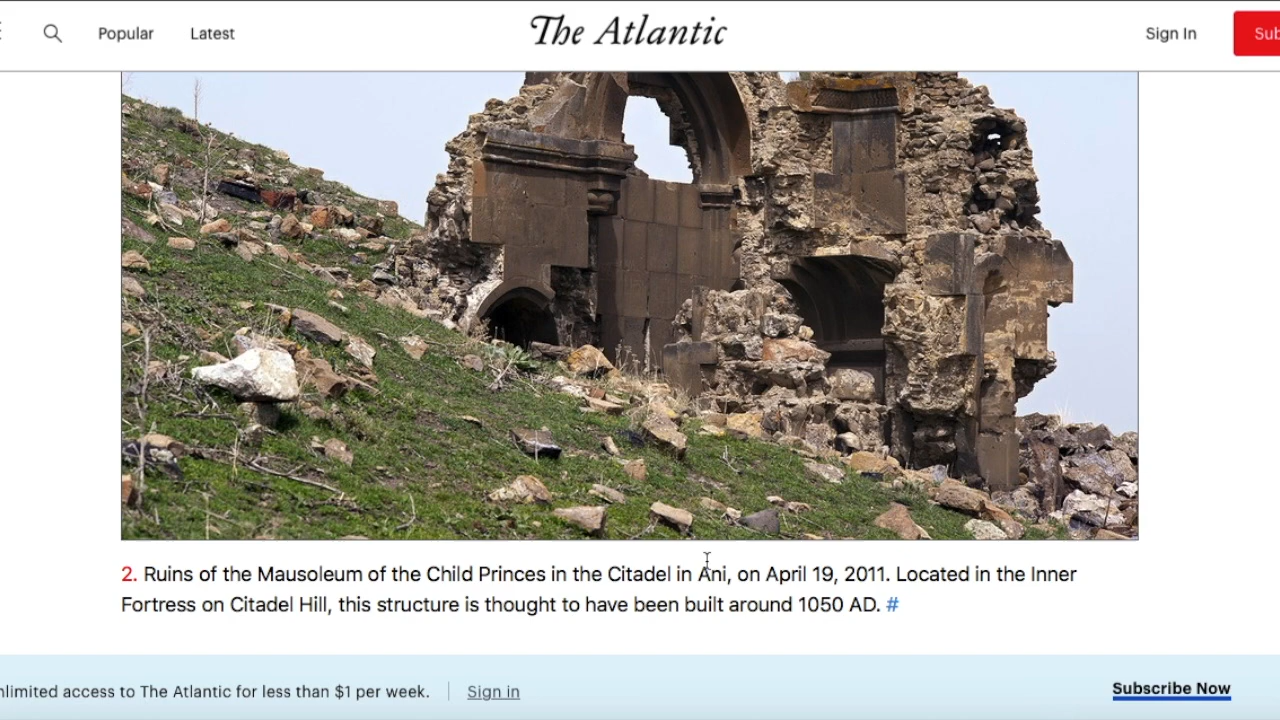 Popular Latest The Atlantic Sign In
2. Ruins of the Mausoleum of the Child Princes in the Citadel in Ani, on April 19, 2011. Located in the Inner
Fortress on Citadel Hill, this structure is thought to have been built around 1050 AD. #
access to The Atlantic for less than $1 per week. Sign in Subscribe Now